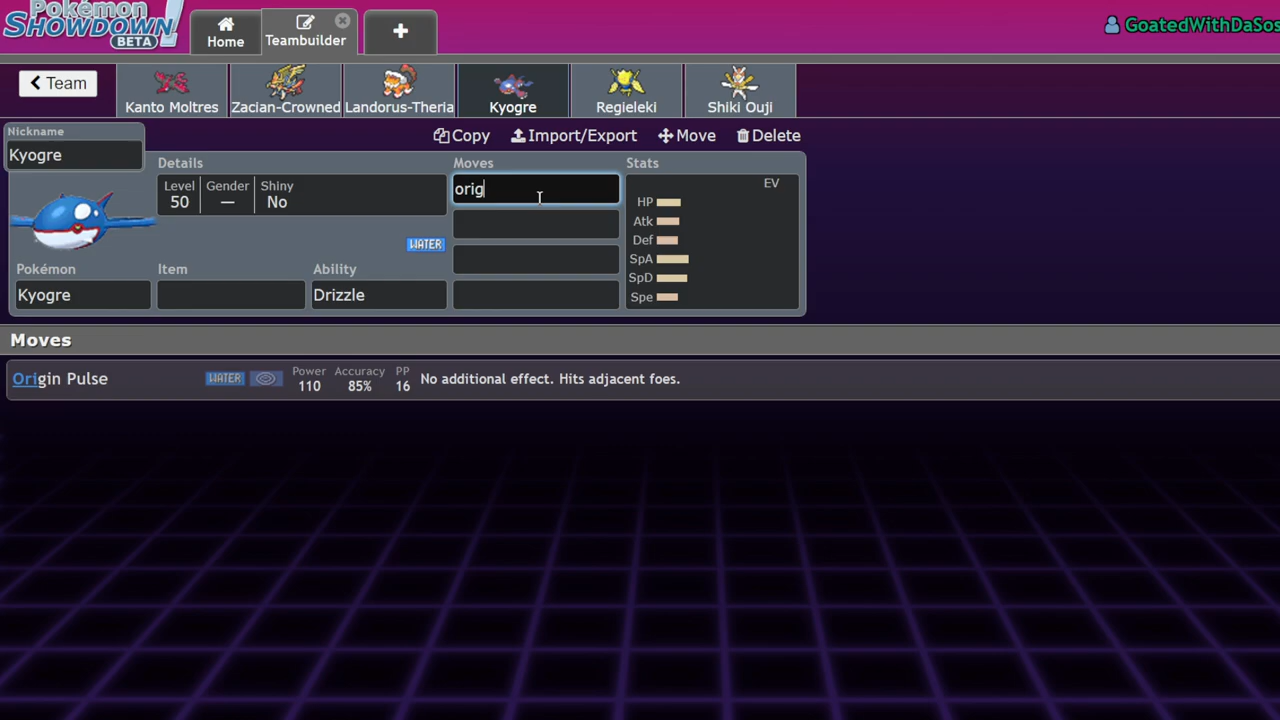 Pokémon
SHOWDOWN!
BETA
Home
Teambuilder
GoatedWithDaSos
Team
Kanto Moltres
Zacian-Crowned
Landorus-Theria
Kyogre
Regieleki
Shiki Ouji
Nickname
Kyogre
Copy
Import/Export
Move
Delete
Details
Moves
Stats
Level
50
Gender
—
Shiny
No
orig
EV
HP
Atk
Def
SpA
SpD
Spe
WATER
Pokémon
Item
Ability
Kyogre
Drizzle
Moves
Origin Pulse
WATER
Power
110
Accuracy
85%
PP
16
No additional effect. Hits adjacent foes.